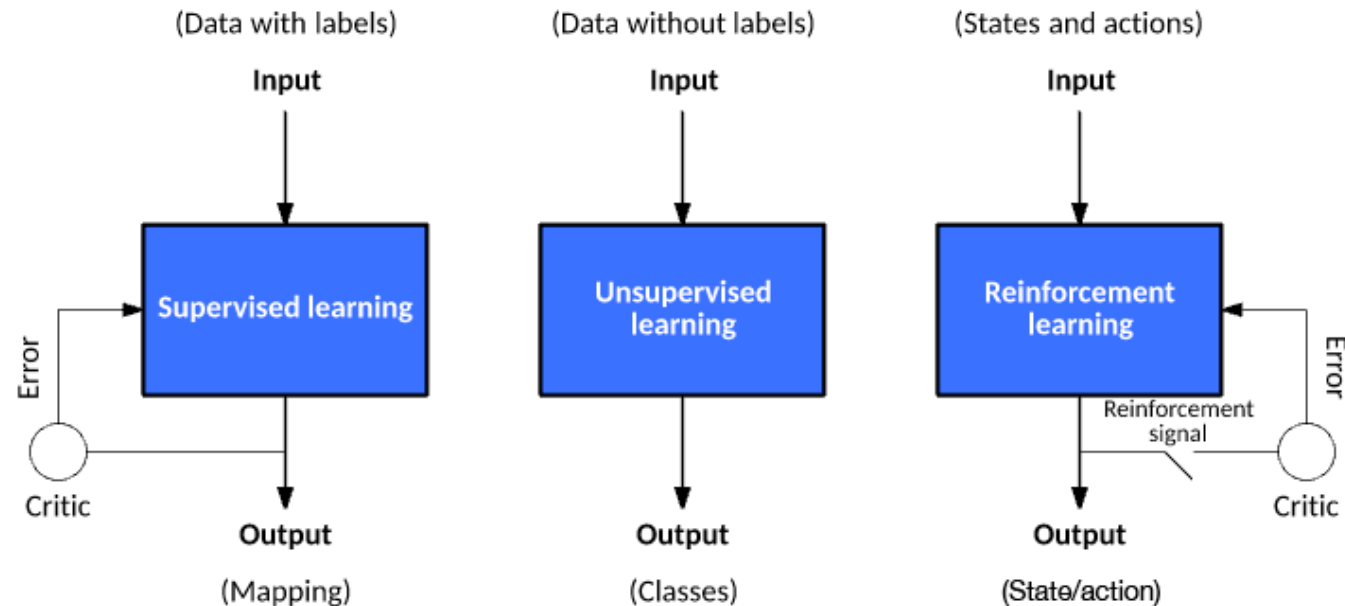 (Data with labels)
Input
Supervised learning
Error
Critic
Output
(Mapping)
(Data without labels)
Input
Unsupervised
learning
Output
(Classes)
(States and actions)
Input
Reinforcement
learning
Error
Reinforcement
signal
Critic
Output
(State/action)